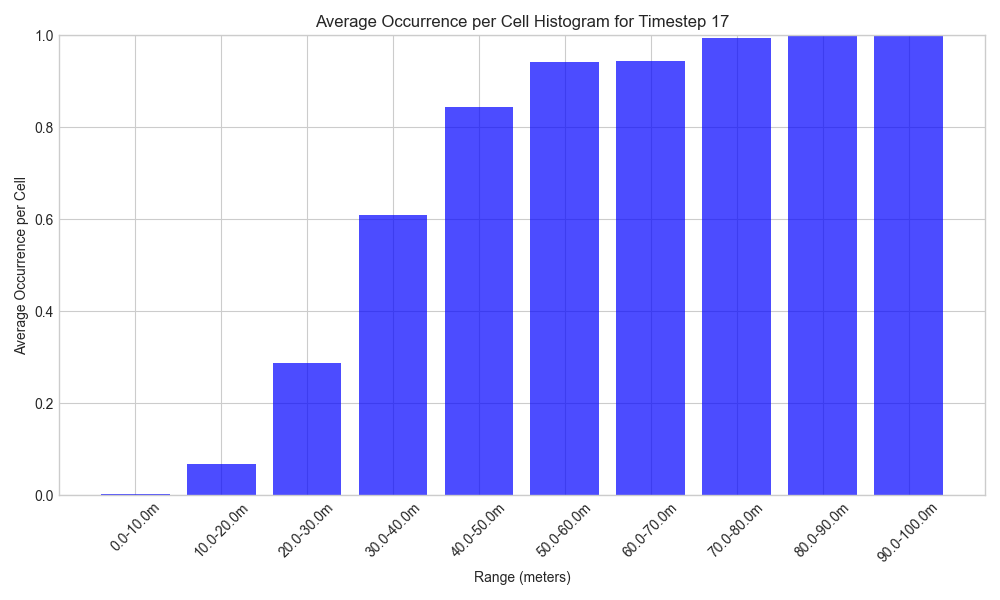 Average Occurrence per Cell Histogram for Timestep 17
Average Occurrence per Cell
1.0
0.8
0.6
0.4
0.2
0.0
0.0-10.0m
10.0-20.0m
20.0-30.0m
30.0-40.0m
40.0-50.0m
50.0-60.0m
60.0-70.0m
70.0-80.0m
80.0-90.0m
90.0-100.0m
Range (meters)